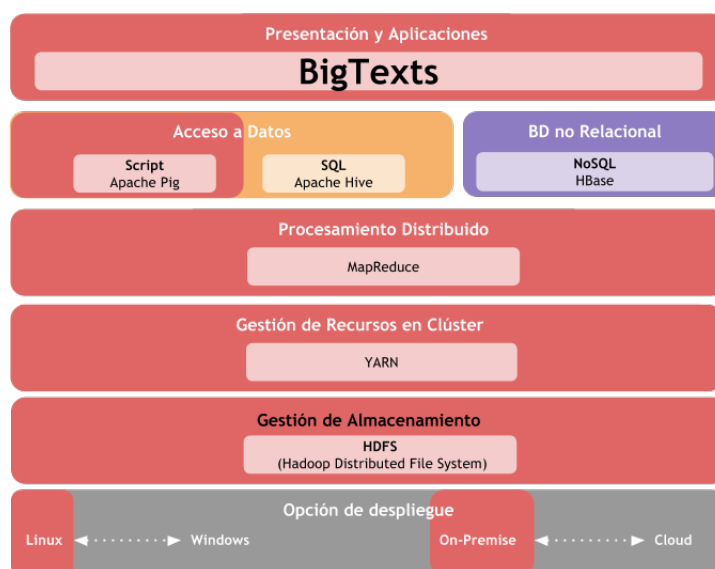 Presentación y Aplicaciones
BigTexts
Acceso a Datos
Script
Apache Pig
SQL
Apache Hive
BD no Relacional
NoSQL
HBase
Procesamiento Distribuido
MapReduce
Gestión de Recursos en Clúster
YARN
Gestión de Almacenamiento
HDFS
(Hadoop Distributed File System)
Opción de despliegue
Linux
Windows
On-Premise
Cloud